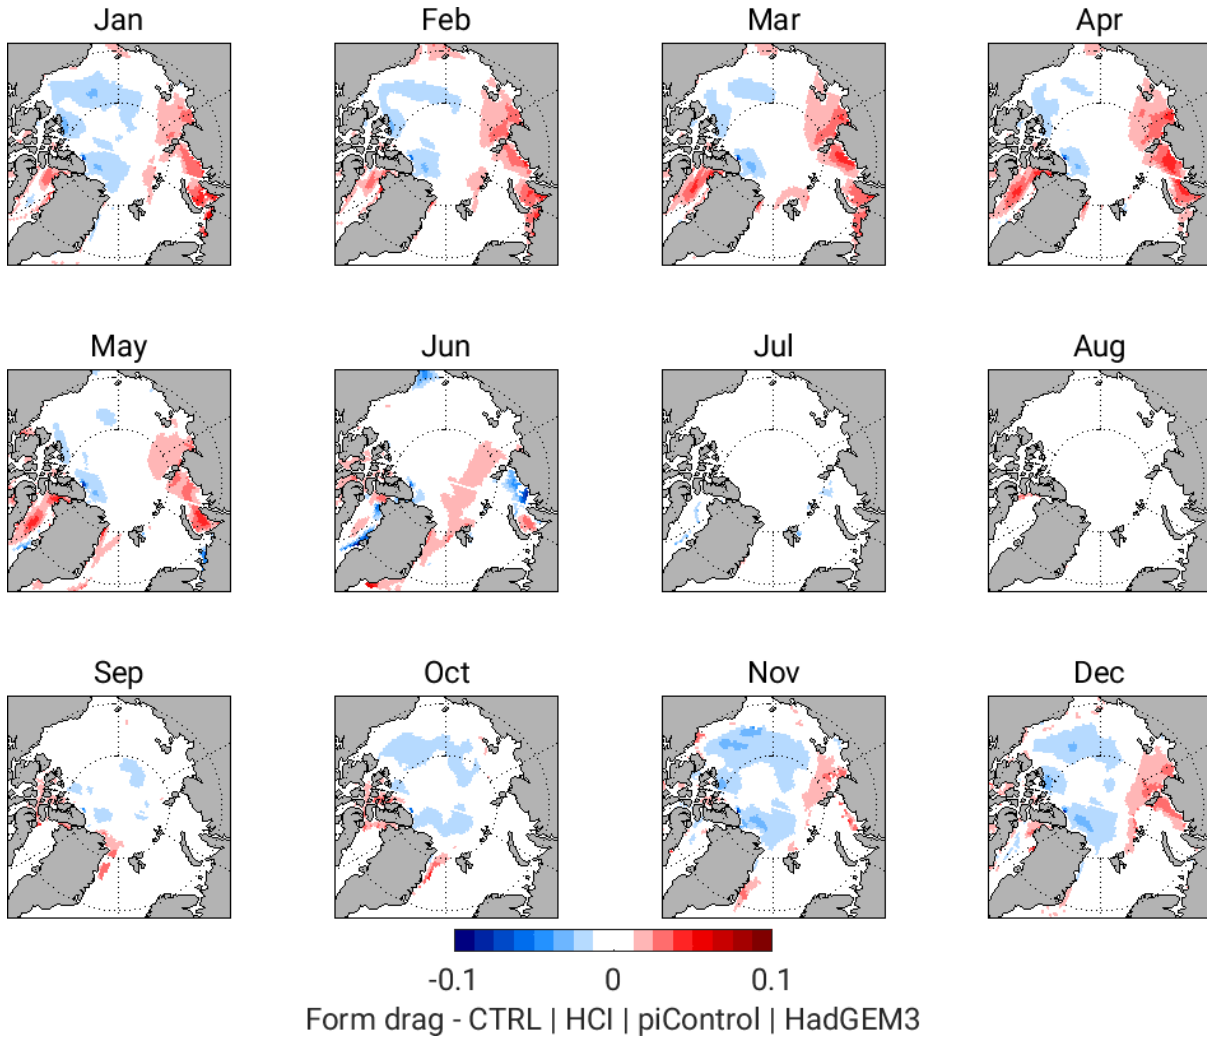 Jan Feb Mar Apr
May Jun Jul Aug
Sep Oct Nov Dec
-0.1 0 0.1
Form drag - CTRL | HCI | piControl | HadGEM3